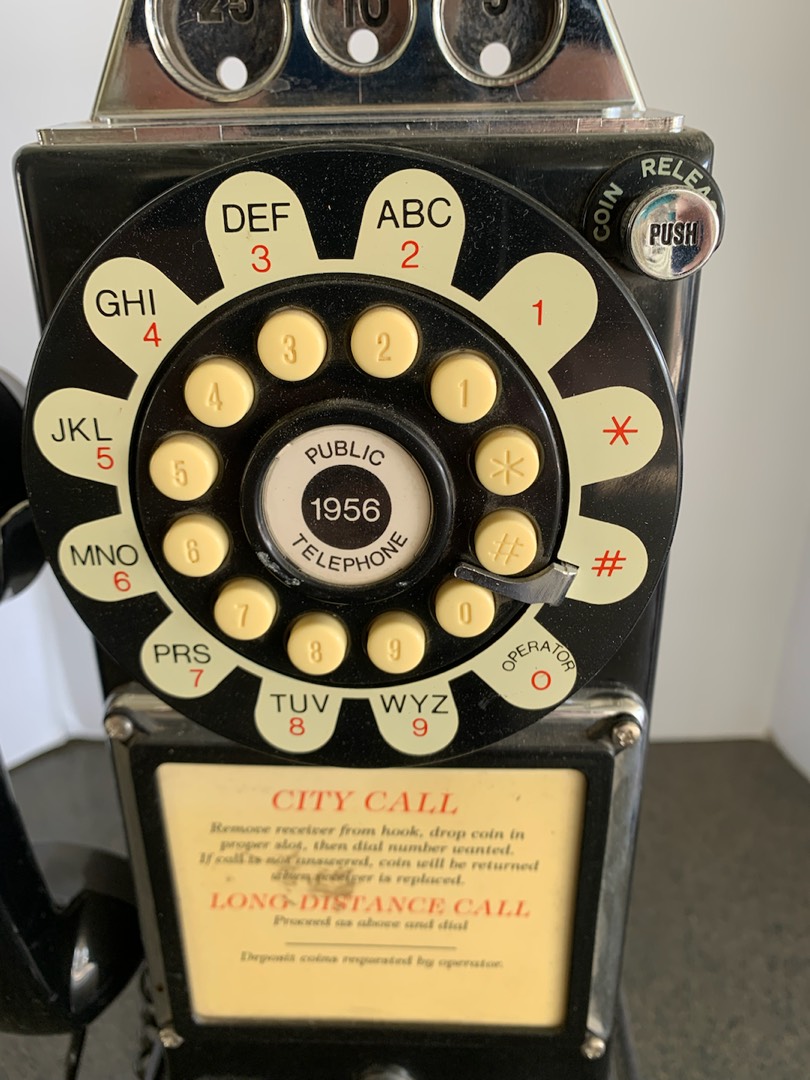 25 10 5
COIN RELEA
PUSH
DEF
3
ABC
2
1
GHI
4
JKL
5
*
MNO
6
#
PRS
7
TUV
8
WYZ
9
OPERATOR
0
3 2
4 1
5 *
6 #
7 0
8 9
PUBLIC
1956
TELEPHONE
CITY CALL
Remove receiver from hook, drop coin in
proper slot, then dial number wanted.
If call is not answered, coin will be returned
when receiver is replaced.
LONG-DISTANCE CALL
Proceed as above and dial
Deposit coins requested by operator.